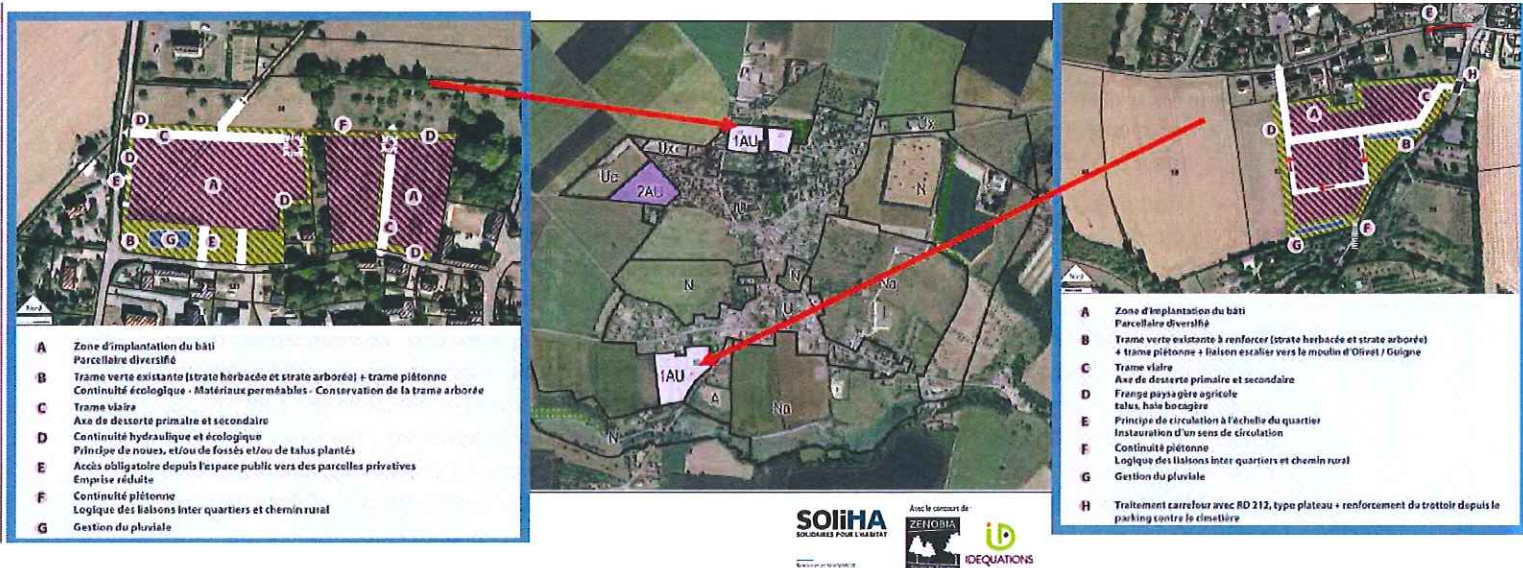 D
F
D
C
D
D
E
A
D
A
C
B
G
E
D
Nord
A Zone d'implantation du bâti
Parcellaire diversifié
B Trame verte existante (strate herbacée et strate arborée) + trame piétonne
Continuité écologique - Matériaux perméables - Conservation de la trame arborée
C Trame viaire
Axe de desserte primaire et secondaire
D Continuité hydraulique et écologique
Principe de noues, et/ou de fossés et/ou de talus plantés
E Accès obligatoire depuis l'espace public vers des parcelles privatives
Emprise réduite
F Continuité piétonne
Logique des liaisons inter quartiers et chemin rural
G Gestion du pluviale
1AU
Ux
Ux
Ue
2AU
N
U
N
N
Na
U
1AU
A
Na
N
SOLiHA
SOLIDAIRES POUR L'HABITAT
Avec le concours de
ZENOBIA
iD
IDEQUATIONS
E
H
C
A
D
B
F
G
Nord
A Zone d'implantation du bâti
Parcellaire diversifié
B Trame verte existante à renforcer (strate herbacée et strate arborée)
+ trame piétonne + liaison escalier vers le moulin d'Olivet / Guigne
C Trame viaire
Axe de desserte primaire et secondaire
D Frange paysagère agricole
talus, haie bocagère
E Principe de circulation à l'échelle du quartier
Instauration d'un sens de circulation
F Continuité piétonne
Logique des liaisons inter quartiers et chemin rural
G Gestion du pluviale
H Traitement carrefour avec RD 212, type plateau + renforcement du trottoir depuis le
parking contre le cimetière